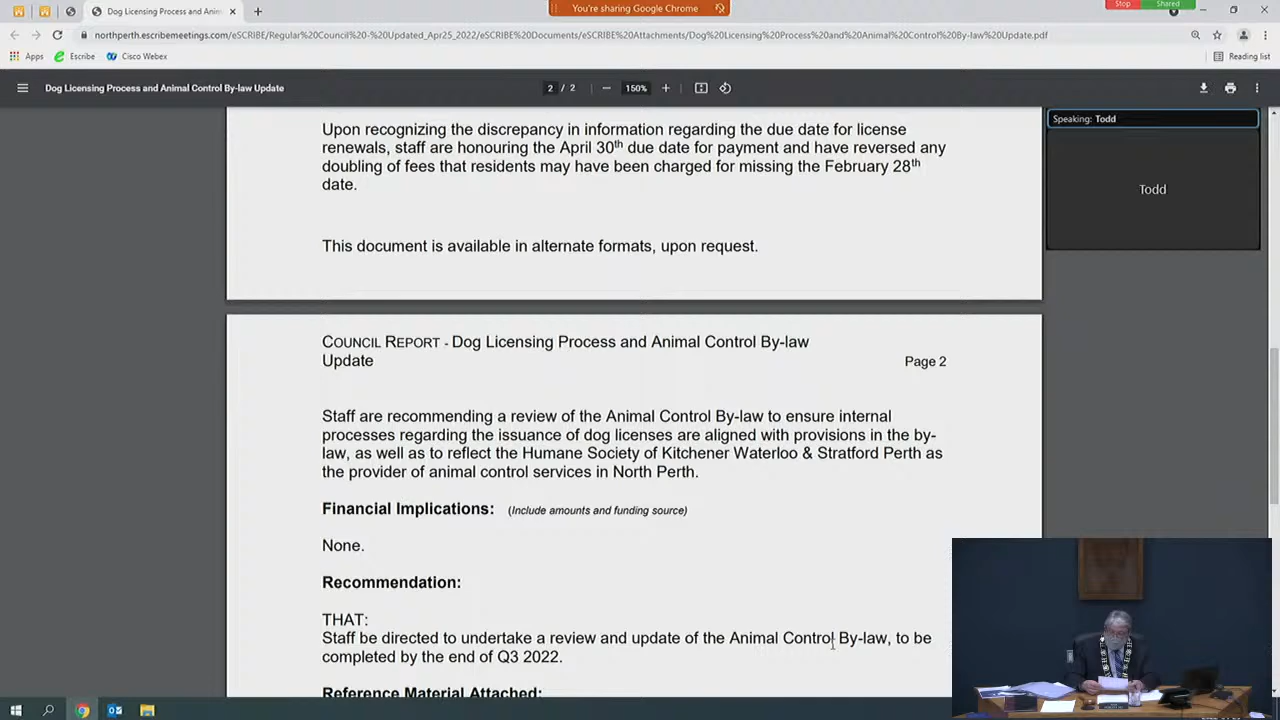 Dog Licensing Process and Anim
You're sharing Google Chrome
Stop
Shared
northperth.escribemeetings.com/eSCRIBE/Regular%20Council%20-%20Updated_Apr25_2022/eSCRIBE%20Documents/eSCRIBE%20Attachments/Dog%20Licensing%20Process%20and%20Animal%20Control%20By-law%20Update.pdf
Apps
Escribe
Cisco Webex
Reading list
Dog Licensing Process and Animal Control By-law Update
2 / 2
150%
Speaking: Todd
Todd
Upon recognizing the discrepancy in information regarding the due date for license
renewals, staff are honouring the April 30th due date for payment and have reversed any
doubling of fees that residents may have been charged for missing the February 28th
date.
This document is available in alternate formats, upon request.
COUNCIL REPORT - Dog Licensing Process and Animal Control By-law
Update
Page 2
Staff are recommending a review of the Animal Control By-law to ensure internal
processes regarding the issuance of dog licenses are aligned with provisions in the by-
law, as well as to reflect the Humane Society of Kitchener Waterloo & Stratford Perth as
the provider of animal control services in North Perth.
Financial Implications: (Include amounts and funding source)
None.
Recommendation:
THAT:
Staff be directed to undertake a review and update of the Animal Control By-law, to be
completed by the end of Q3 2022.
Reference Material Attached: